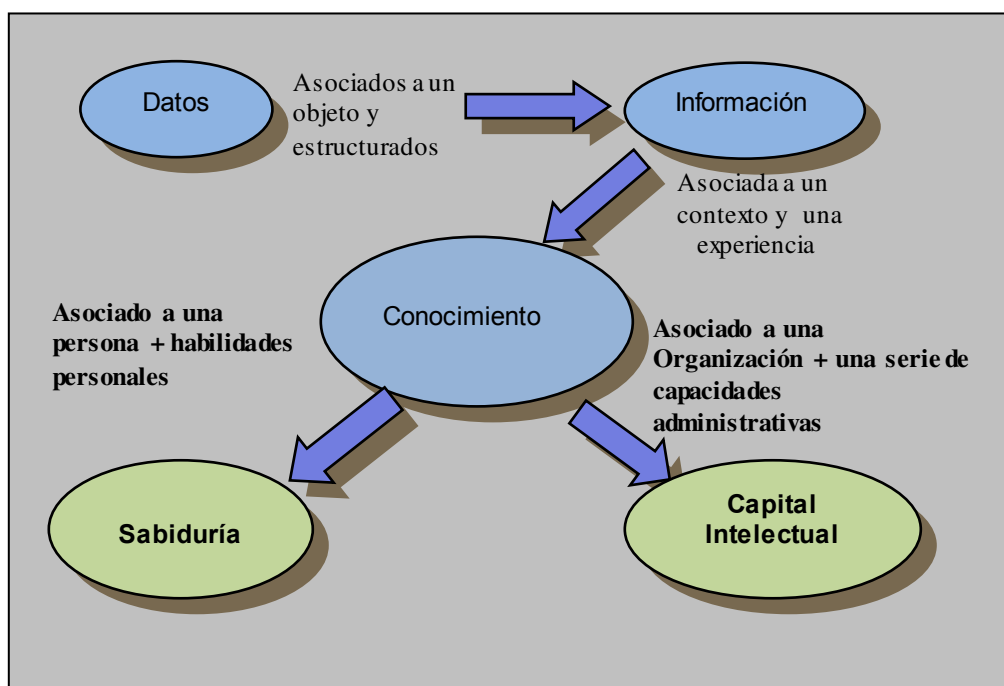 Datos
Asociados a un
objeto y
estructurados
Información
Asociada a un
contexto y una
experiencia
Conocimiento
Asociado a una
persona + habilidades
personales
Asociado a una
Organización + una serie de
capacidades
administrativas
Sabiduría
Capital
Intelectual